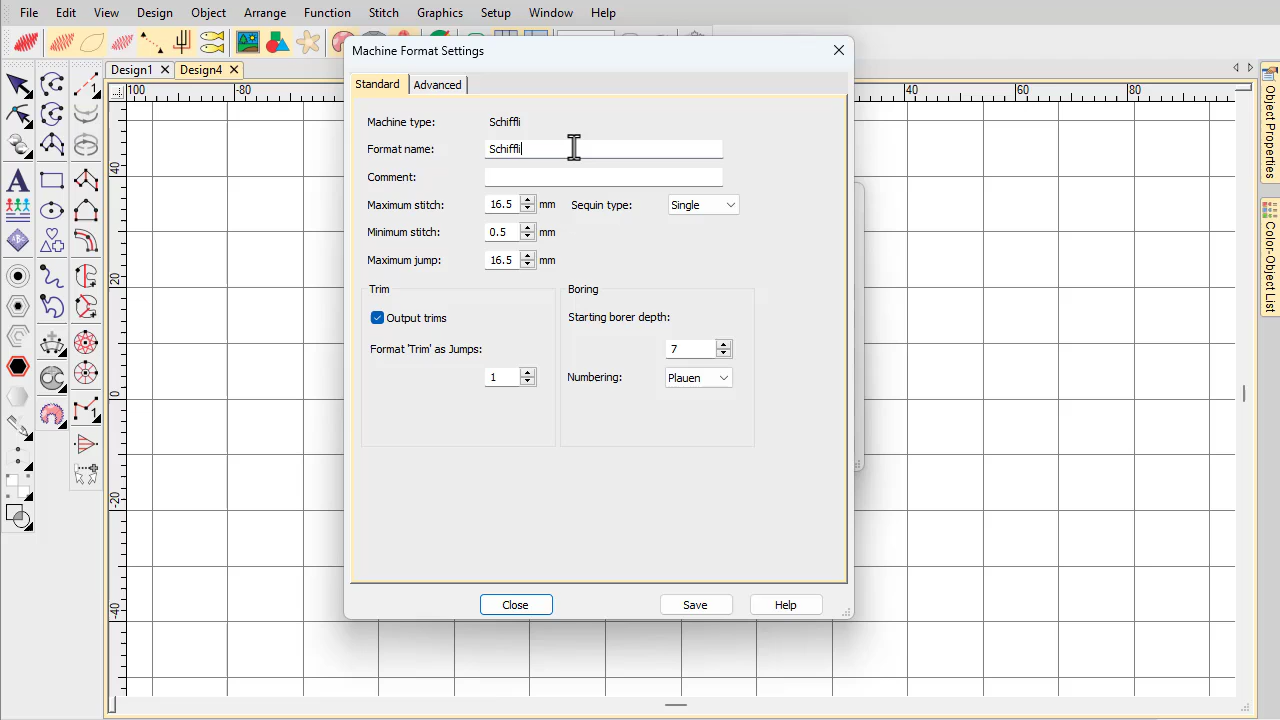 File Edit View Design Object Arrange Function Stitch Graphics Setup Window Help
Machine Format Settings
Design1 Design4
Standard Advanced
100 -80 40 60 80
Machine type: Schiffli
Format name: Schiffli
Comment:
Maximum stitch: 16.5 mm Sequin type: Single
Minimum stitch: 0.5 mm
Maximum jump: 16.5 mm
Trim Boring
Output trims Starting borer depth:
Format 'Trim' as Jumps: 7
1 Numbering: Plauen
Close Save Help
40
20
0
-20
-40
A
ABC
Object Properties
Color-Object List